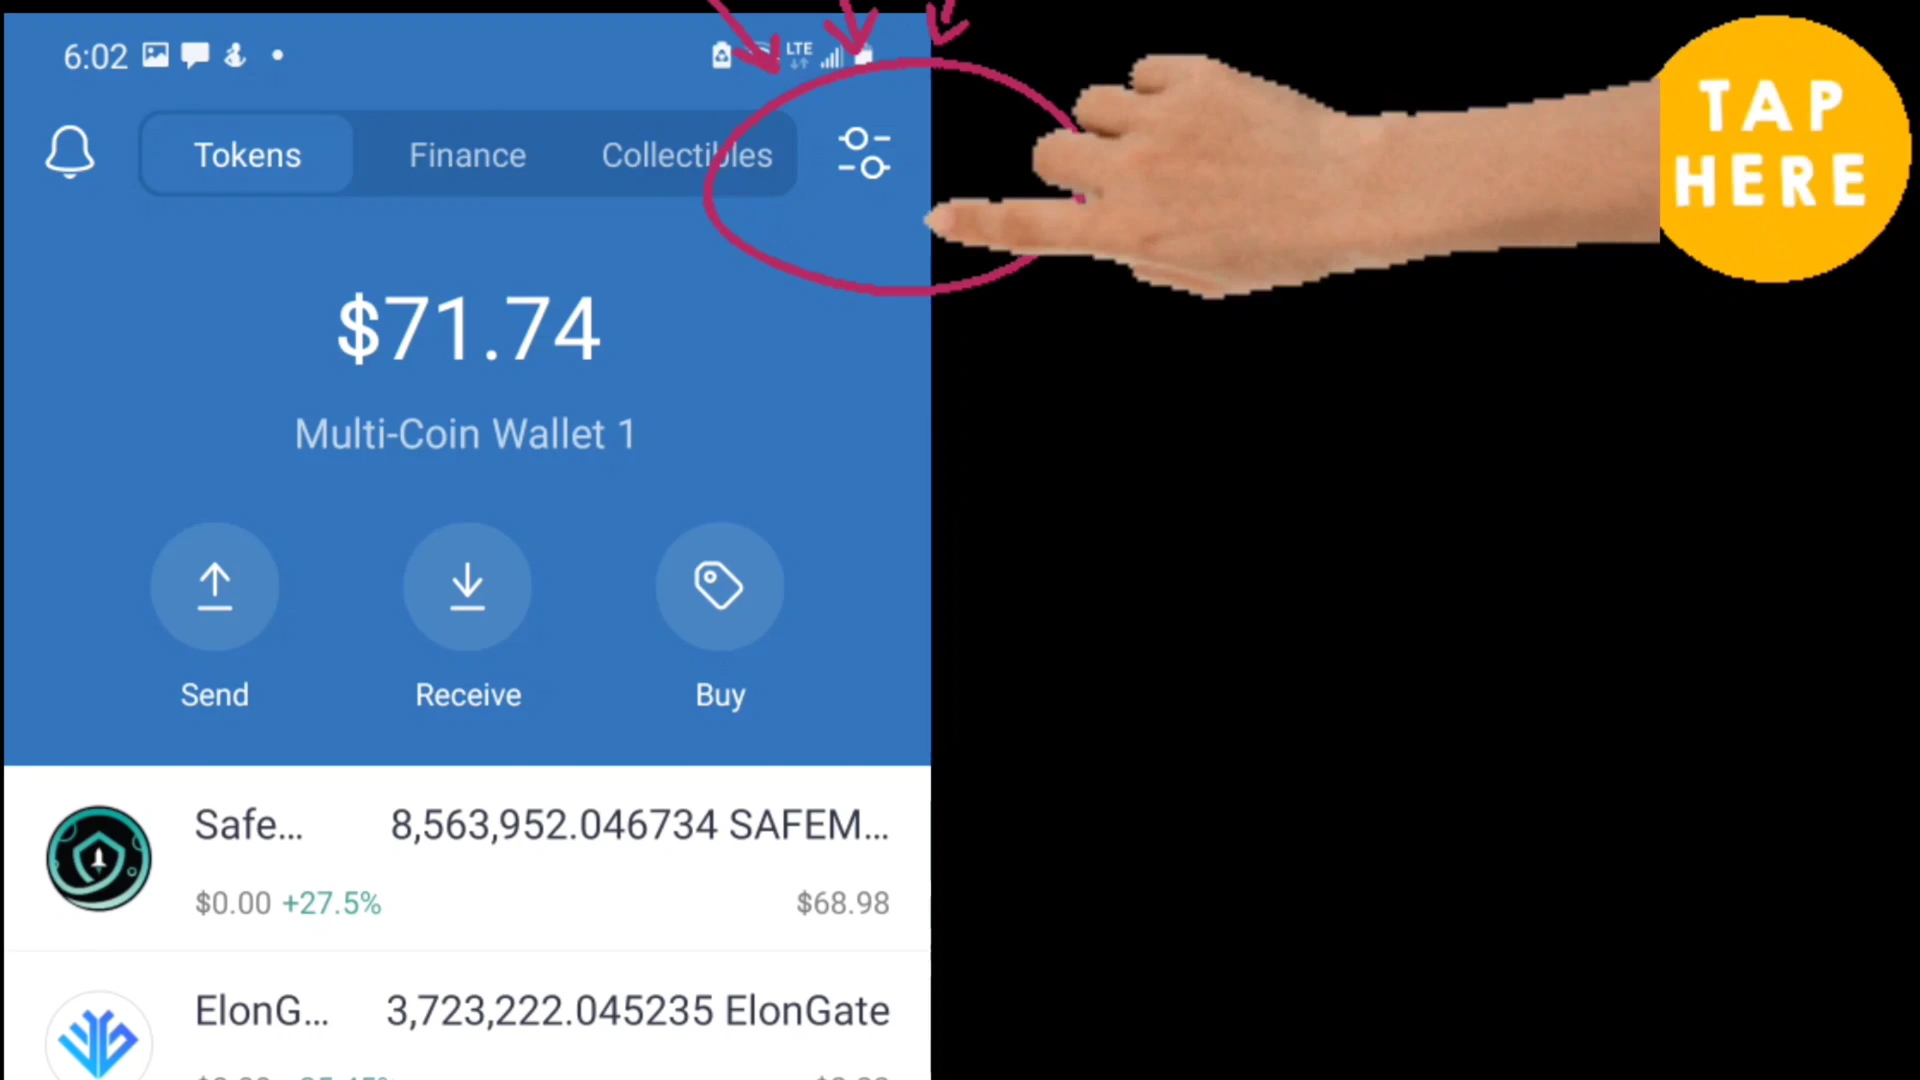 6:02
LTE
Tokens Finance Collectibles
TAP
HERE
$71.74
Multi-Coin Wallet 1
Send Receive Buy
Safe... 8,563,952.046734 SAFEM...
$0.00 +27.5% $68.98
ElonG... 3,723,222.045235 ElonGate